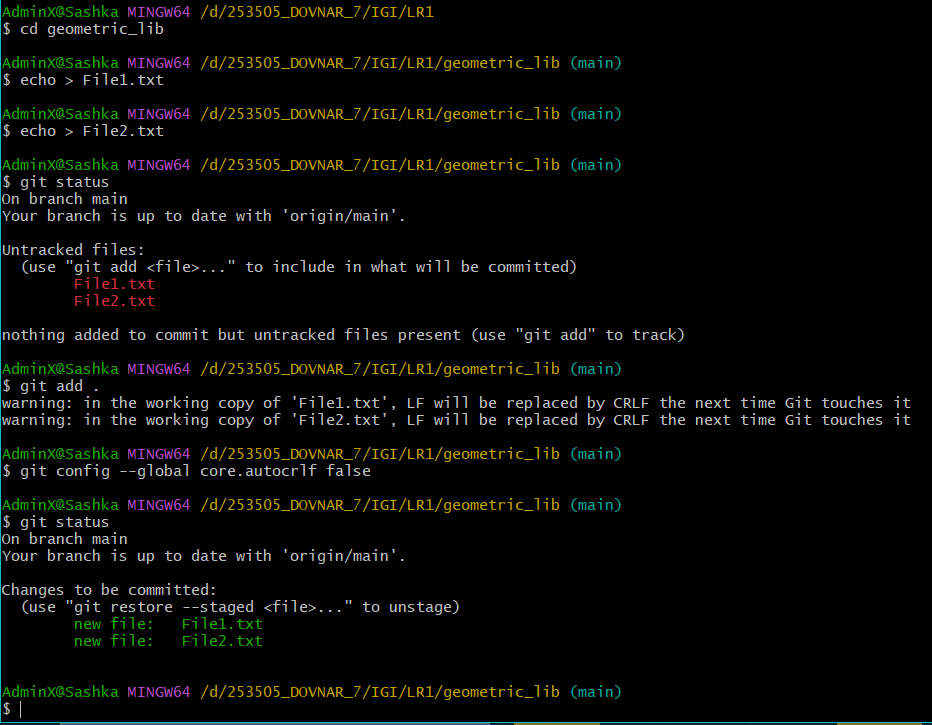 AdminX@Sashka MINGW64 /d/253505_DOVNAR_7/IGI/LR1
$ cd geometric_lib
AdminX@Sashka MINGW64 /d/253505_DOVNAR_7/IGI/LR1/geometric_lib (main)
$ echo > File1.txt
AdminX@Sashka MINGW64 /d/253505_DOVNAR_7/IGI/LR1/geometric_lib (main)
$ echo > File2.txt
AdminX@Sashka MINGW64 /d/253505_DOVNAR_7/IGI/LR1/geometric_lib (main)
$ git status
On branch main
Your branch is up to date with 'origin/main'.
Untracked files:
  (use "git add <file>..." to include in what will be committed)
        File1.txt
        File2.txt
nothing added to commit but untracked files present (use "git add" to track)
AdminX@Sashka MINGW64 /d/253505_DOVNAR_7/IGI/LR1/geometric_lib (main)
$ git add .
warning: in the working copy of 'File1.txt', LF will be replaced by CRLF the next time Git touches it
warning: in the working copy of 'File2.txt', LF will be replaced by CRLF the next time Git touches it
AdminX@Sashka MINGW64 /d/253505_DOVNAR_7/IGI/LR1/geometric_lib (main)
$ git config --global core.autocrlf false
AdminX@Sashka MINGW64 /d/253505_DOVNAR_7/IGI/LR1/geometric_lib (main)
$ git status
On branch main
Your branch is up to date with 'origin/main'.
Changes to be committed:
  (use "git restore --staged <file>..." to unstage)
        new file:   File1.txt
        new file:   File2.txt
AdminX@Sashka MINGW64 /d/253505_DOVNAR_7/IGI/LR1/geometric_lib (main)
$